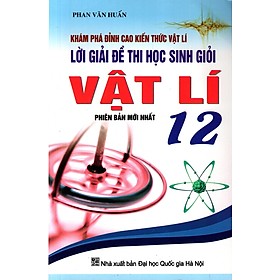 PHAN VĂN HUẤN
KHÁM PHÁ ĐỈNH CAO KIẾN THỨC VẬT LÍ
LỜI GIẢI ĐỀ THI HỌC SINH GIỎI
VẬT LÍ
PHIÊN BẢN MỚI NHẤT
12
Nhà xuất bản Đại học Quốc gia Hà Nội